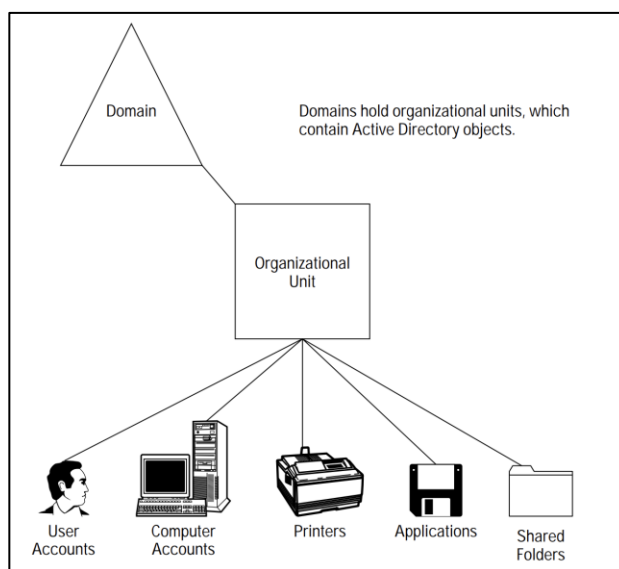 Domain
Domains hold organizational units, which
contain Active Directory objects.
Organizational
Unit
User
Accounts
Computer
Accounts
Printers
Applications
Shared
Folders